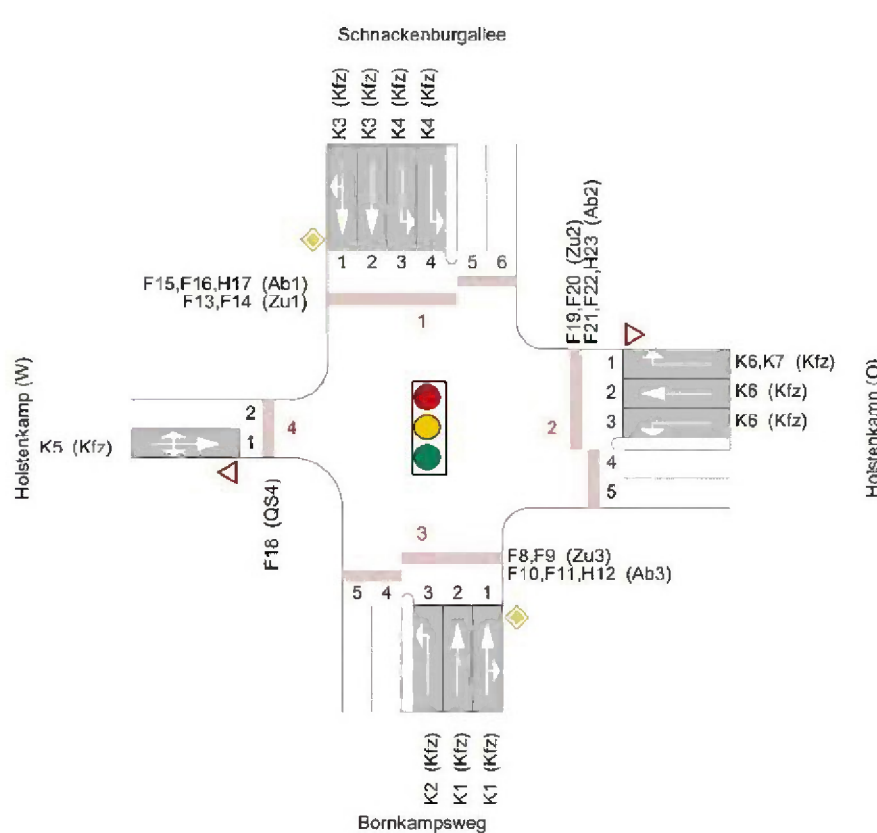 Schnackenburgallee
K3 (Kfz)
K3 (Kfz)
K4 (Kfz)
K4 (Kfz)
1 2 3 4 5 6
F15,F16,H17 (Ab1)
F13,F14 (Zu1)
1
F19,F20 (Zu2)
F21,F22,H23 (Ab2)
1 K6,K7 (Kfz)
2 K6 (Kfz)
3 K6 (Kfz)
2
4
5
Holstenkamp (W)
Holstenkamp (O)
2
1
4
K5 (Kfz)
F18 (QS4)
3
F8,F9 (Zu3)
F10,F11,H12 (Ab3)
5 4 3 2 1
K2 (Kfz)
K1 (Kfz)
K1 (Kfz)
Bornkampsweg